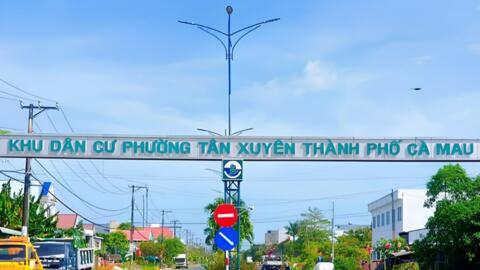 KHU DÂN CƯ PHƯỜNG TÂN XUYÊN THÀNH PHỐ CÀ MAU